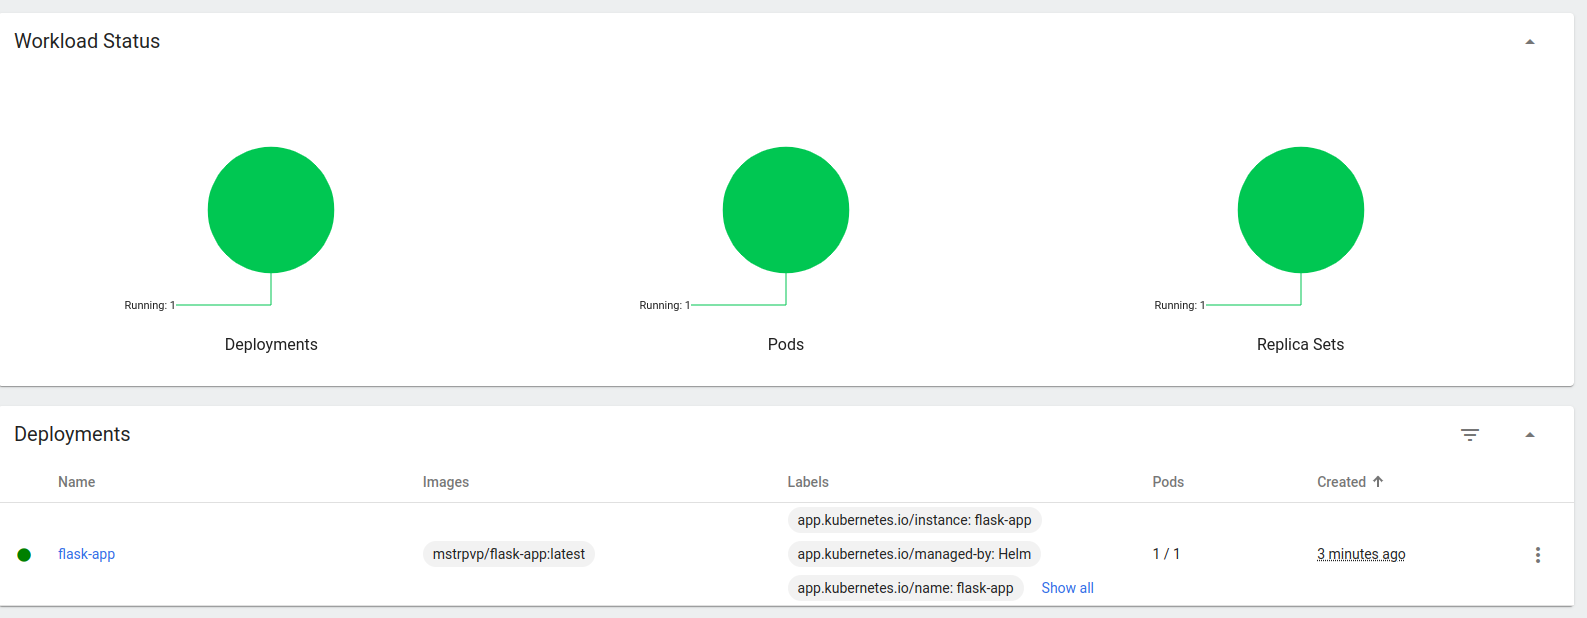 Workload Status
Running: 1
Running: 1
Running: 1
Deployments
Pods
Replica Sets
Deployments
Name
Images
Labels
Pods
Created
flask-app
mstrpvp/flask-app:latest
app.kubernetes.io/instance: flask-app
app.kubernetes.io/managed-by: Helm
app.kubernetes.io/name: flask-app
Show all
1 / 1
3 minutes ago